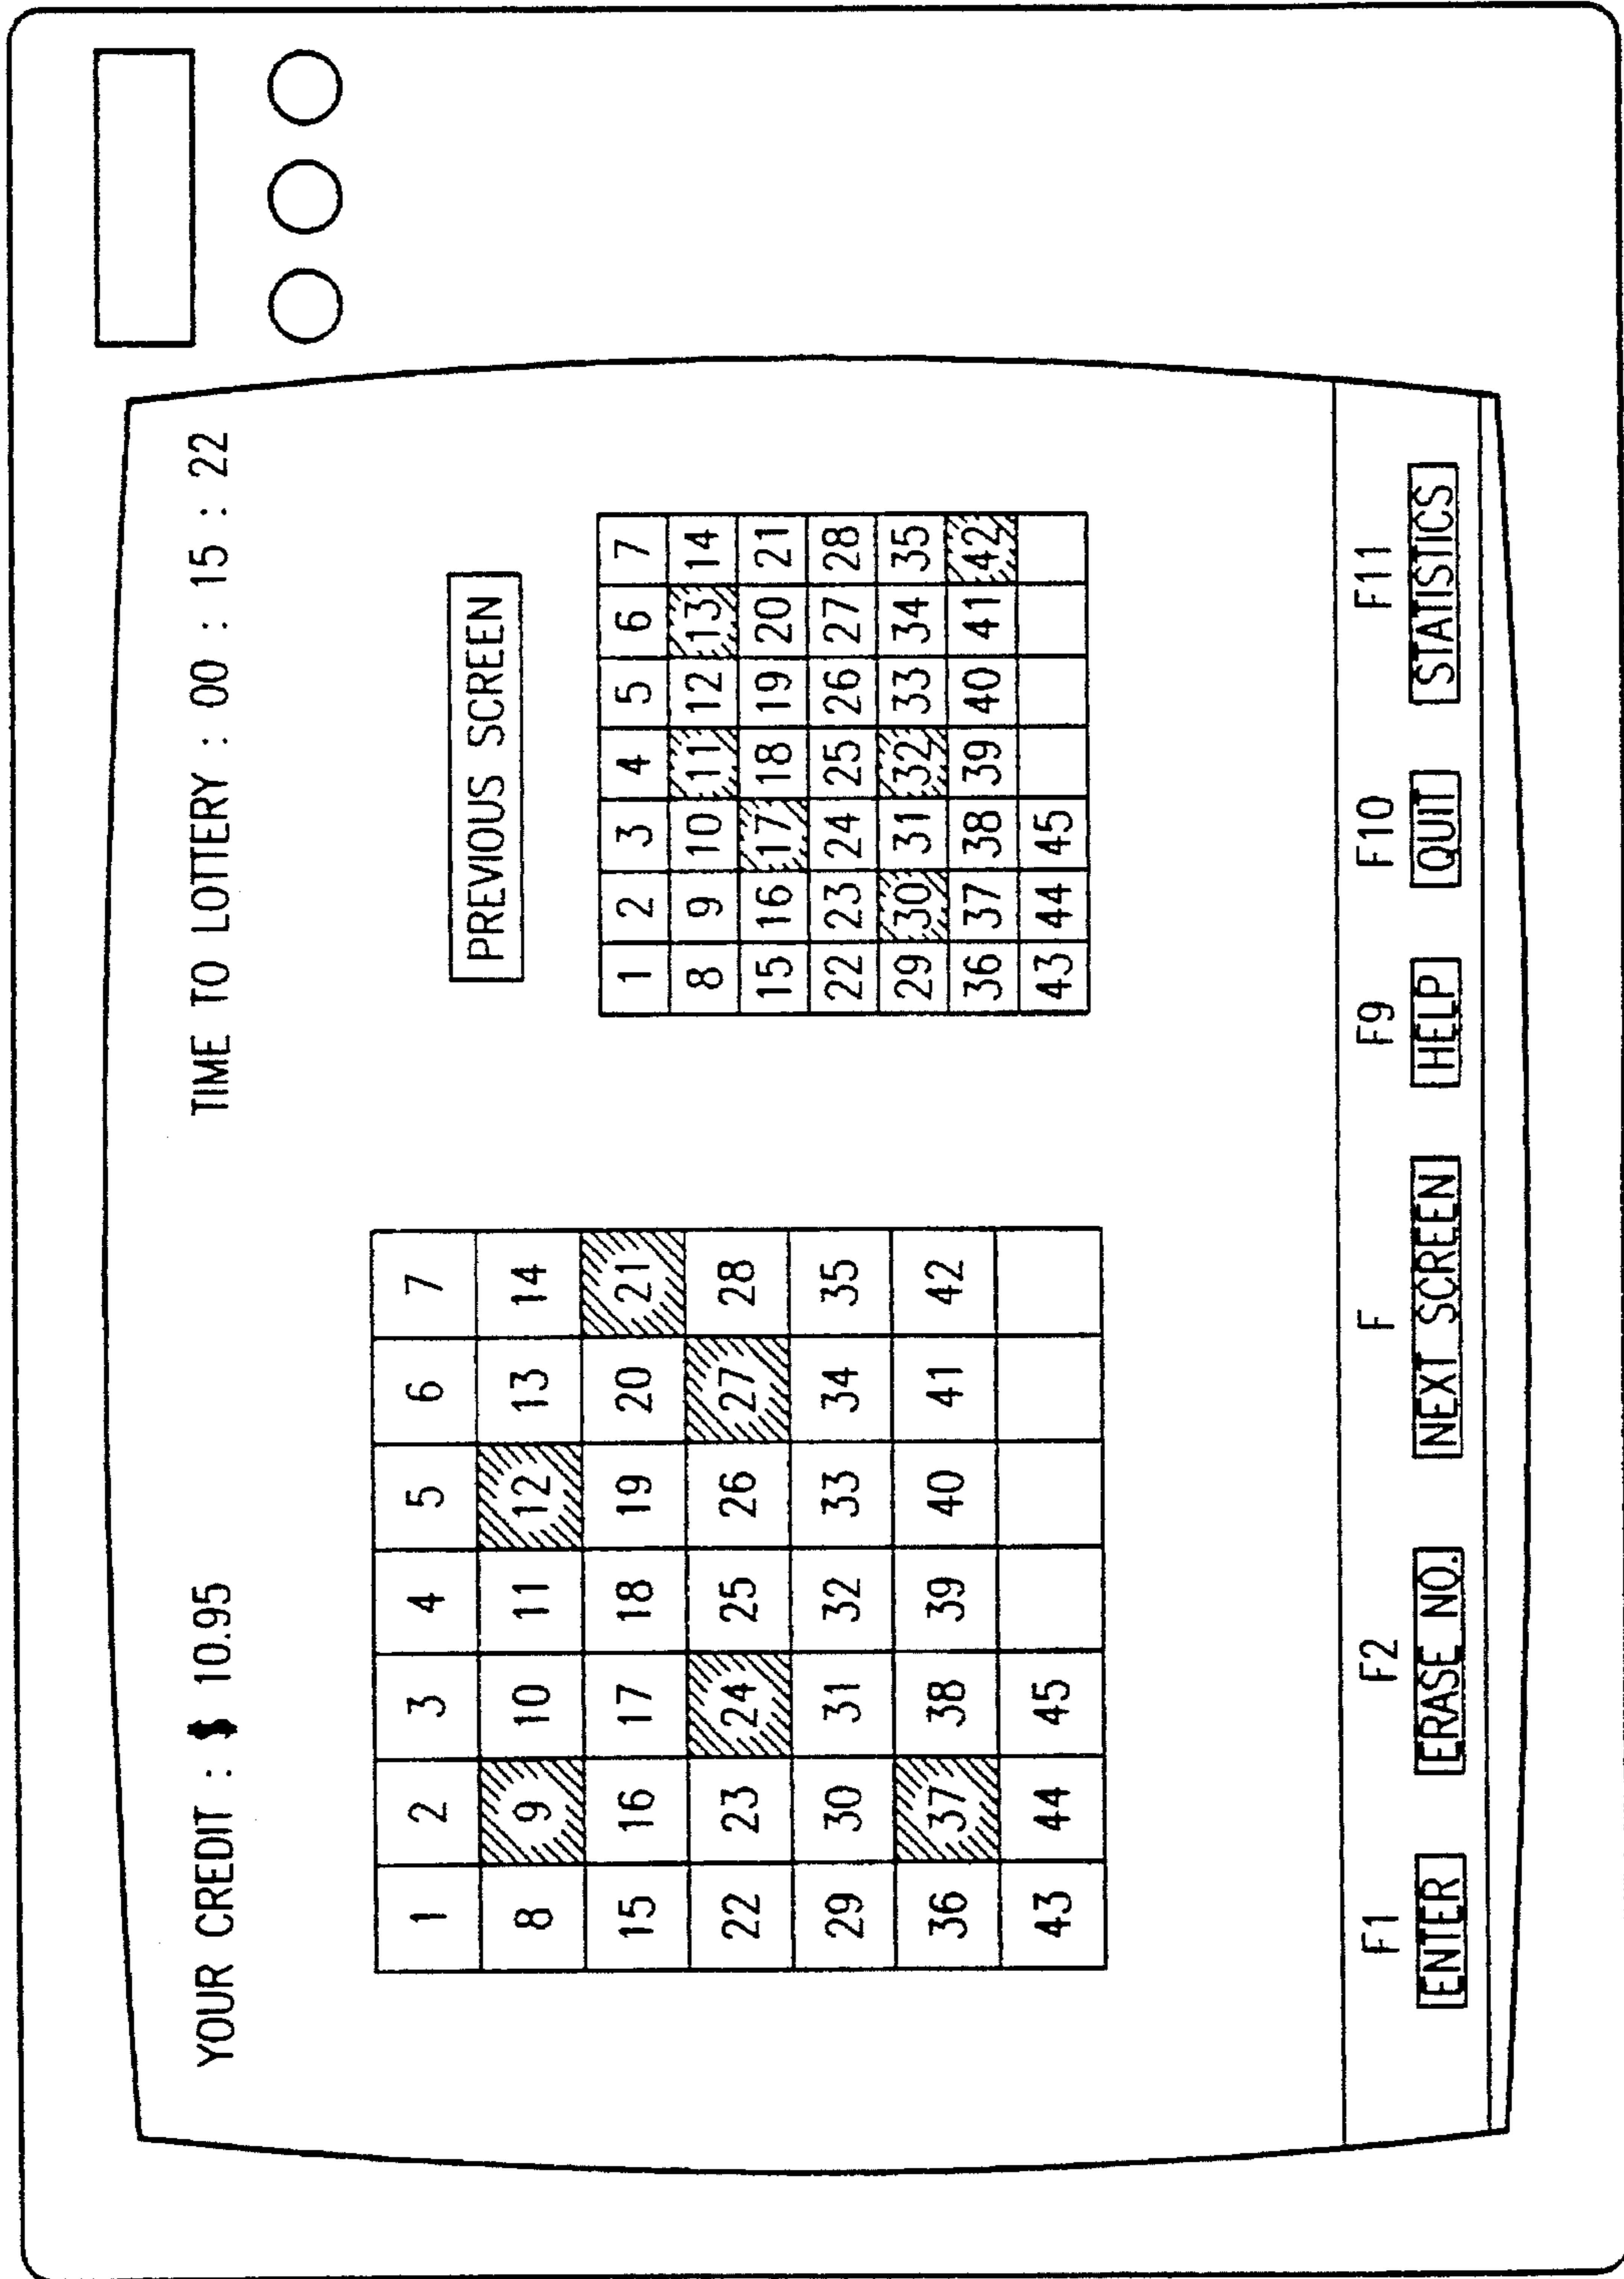 YOUR CREDIT : $ 10.95
TIME TO LOTTERY : 00 : 15 : 22
1 2 3 4 5 6 7
8 9 10 11 12 13 14
15 16 17 18 19 20 21
22 23 24 25 26 27 28
29 30 31 32 33 34 35
36 37 38 39 40 41 42
43 44 45
PREVIOUS SCREEN
1 2 3 4 5 6 7
8 9 10 11 12 13 14
15 16 17 18 19 20 21
22 23 24 25 26 27 28
29 30 31 32 33 34 35
36 37 38 39 40 41 42
43 44 45
F1 F2 F F9 F10 F11
ENTER ERASE NO. NEXT SCREEN HELP QUIT STATISTICS